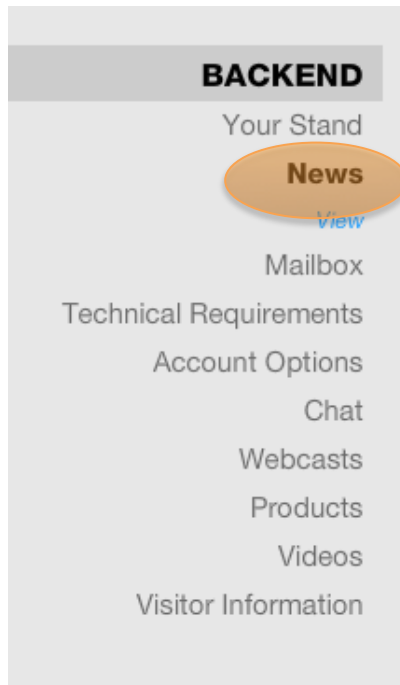 BACKEND
Your Stand
News
View
Mailbox
Technical Requirements
Account Options
Chat
Webcasts
Products
Videos
Visitor Information